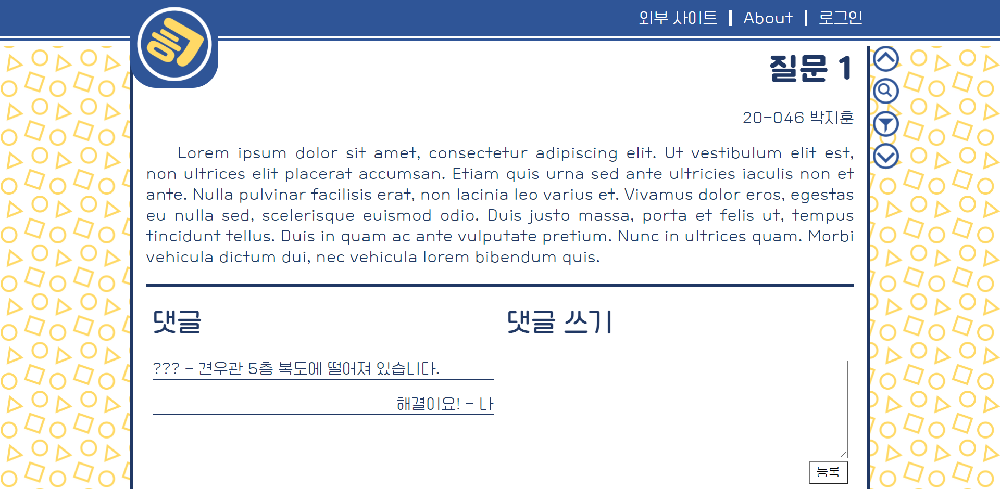 외부 사이트 | About | 로그인
질문 1
20-046 박지훈
Lorem ipsum dolor sit amet, consectetur adipiscing elit. Ut vestibulum elit est,
non ultrices elit placerat accumsan. Etiam quis urna sed ante ultricies iaculis non et
ante. Nulla pulvinar facilisis erat, non lacinia leo varius et. Vivamus dolor eros, egestas
eu nulla sed, scelerisque euismod odio. Duis justo massa, porta et felis ut, tempus
tincidunt tellus. Duis in quam ac ante vulputate pretium. Nunc in ultrices quam. Morbi
vehicula dictum dui, nec vehicula lorem bibendum quis.
댓글
??? - 견우관 5층 복도에 떨어져 있습니다.
해결이요! - 나
댓글 쓰기
등록